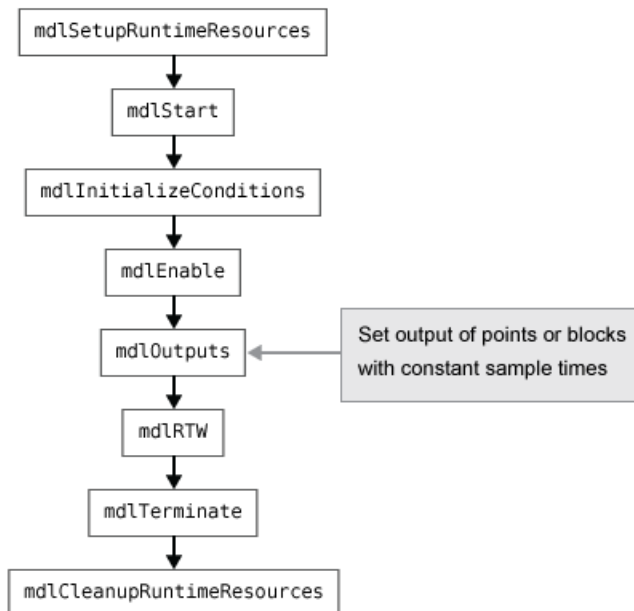 mdlSetupRuntimeResources
mdlStart
mdlInitializeConditions
mdlEnable
mdlOutputs
Set output of points or blocks
with constant sample times
mdlRTW
mdlTerminate
mdlCleanupRuntimeResources